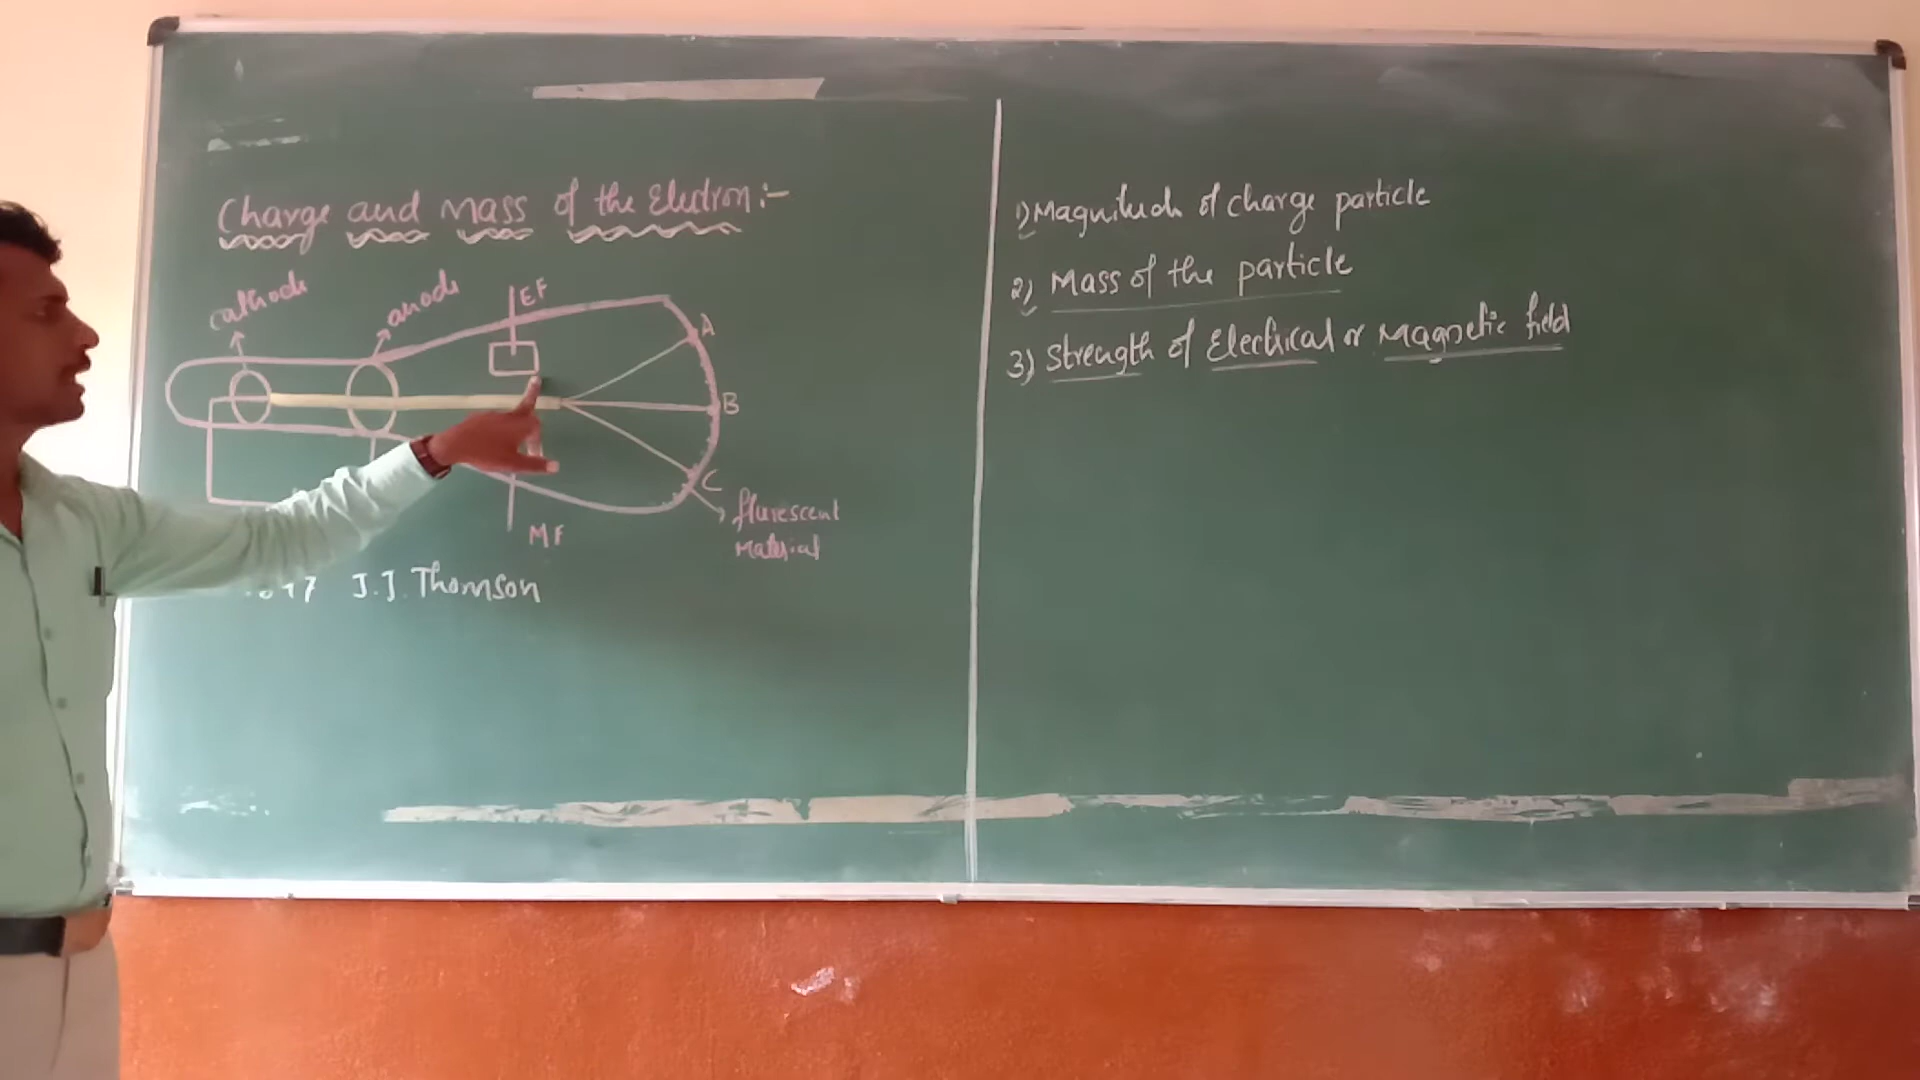 Charge and Mass of the Electron:-
cathode
anode
EF
A
B
C
flurescent
Material
MF
J.J. Thomson
1) Magnitude of charge particle
2) Mass of the particle
3) Strength of Electrical or Magnetic field